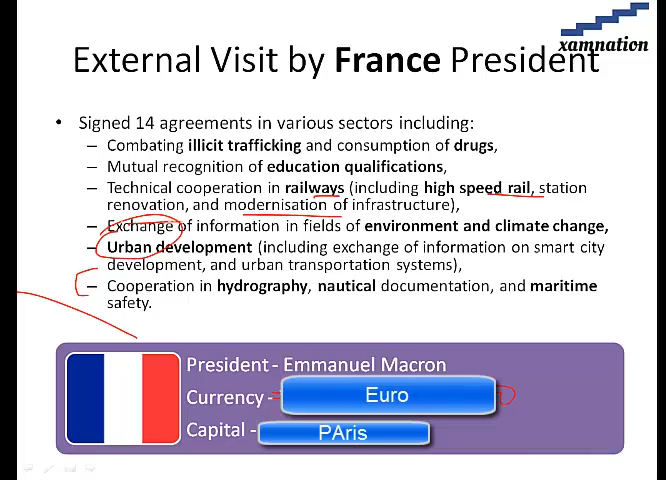 xamnation
External Visit by France President
• Signed 14 agreements in various sectors including:
– Combating illicit trafficking and consumption of drugs,
– Mutual recognition of education qualifications,
– Technical cooperation in railways (including high speed rail, station
renovation, and modernisation of infrastructure),
– Exchange of information in fields of environment and climate change,
– Urban development (including exchange of information on smart city
development, and urban transportation systems),
– Cooperation in hydrography, nautical documentation, and maritime
safety.
President - Emmanuel Macron
Currency - Euro
Capital - PAris